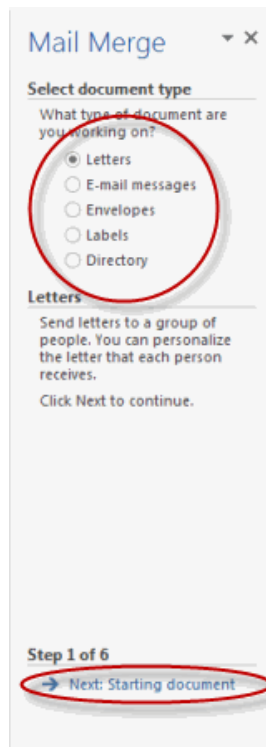 Mail Merge
Select document type
What type of document are
you working on?
Letters
E-mail messages
Envelopes
Labels
Directory
Letters
Send letters to a group of
people. You can personalize
the letter that each person
receives.
Click Next to continue.
Step 1 of 6
Next: Starting document